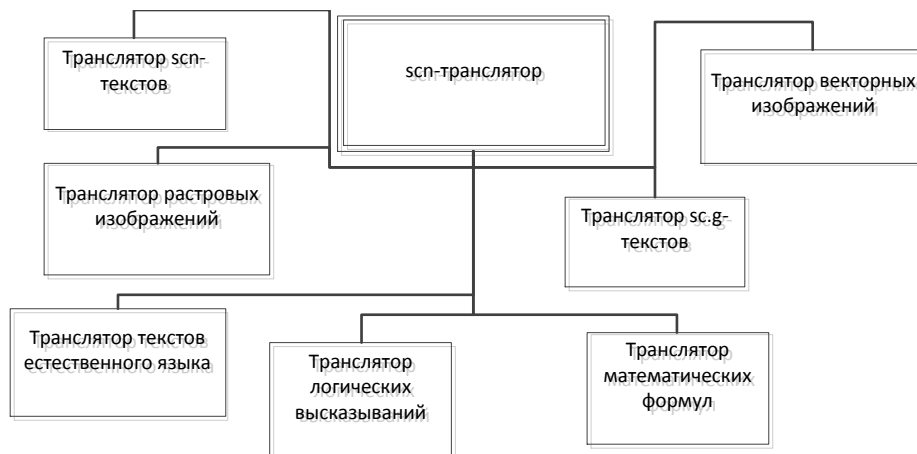 Транслятор scn-
текстов
scn-транслятор
Транслятор векторных
изображений
Транслятор растровых
изображений
Транслятор sc.g-
текстов
Транслятор текстов
естественного языка
Транслятор
логических
высказываний
Транслятор
математических
формул